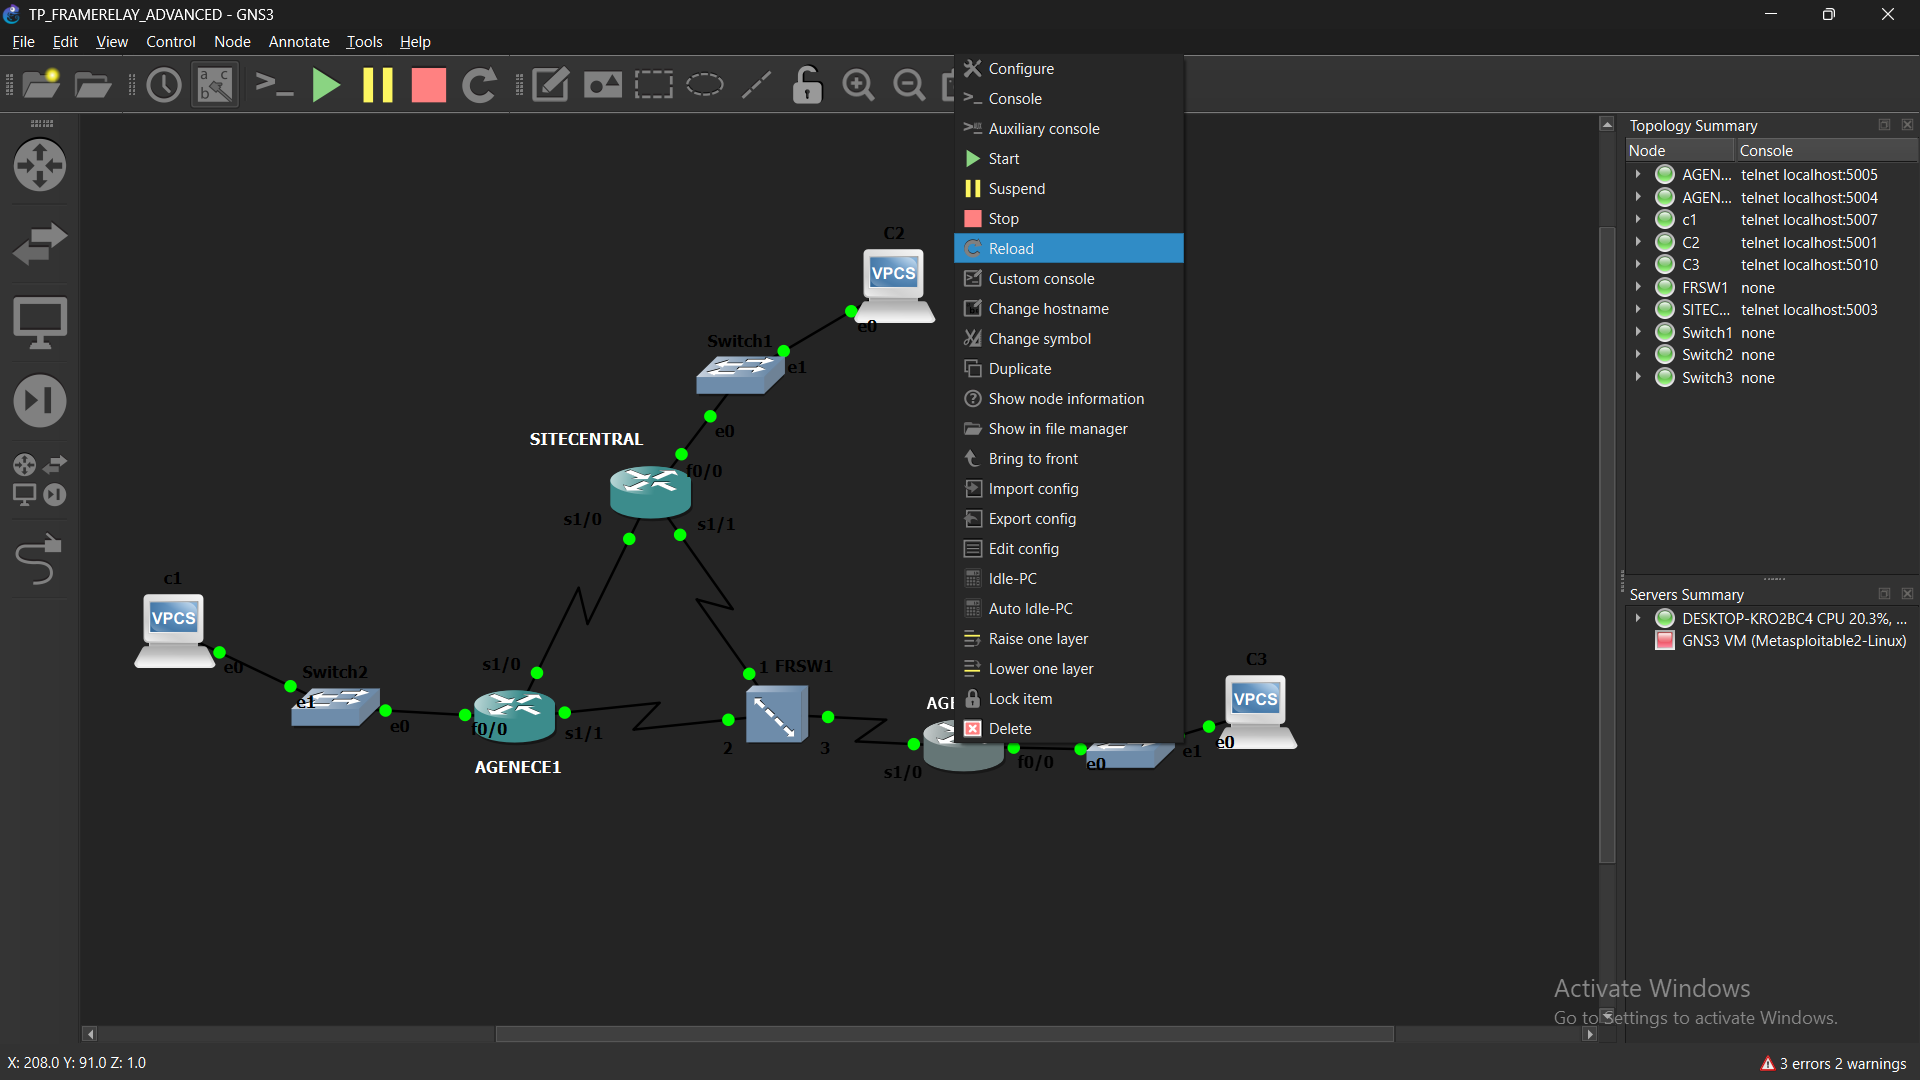 TP_FRAMERELAY_ADVANCED - GNS3
File Edit View Control Node Annotate Tools Help
Configure
Console
Auxiliary console
Start
Suspend
Stop
Reload
Custom console
Change hostname
Change symbol
Duplicate
Show node information
Show in file manager
Bring to front
Import config
Export config
Edit config
Idle-PC
Auto Idle-PC
Raise one layer
Lower one layer
Lock item
Delete
C2
VPCS
e0
Switch1
e1
e0
SITECENTRAL
f0/0
s1/0
s1/1
c1
VPCS
e0
Switch2
e1
e0
s1/0
f0/0
s1/1
AGENECE1
1 FRSW1
2
3
AGE
s1/0
f0/0
e0
e1
C3
VPCS
e0
Topology Summary
Node Console
AGEN... telnet localhost:5005
AGEN... telnet localhost:5004
c1 telnet localhost:5007
C2 telnet localhost:5001
C3 telnet localhost:5010
FRSW1 none
SITEC... telnet localhost:5003
Switch1 none
Switch2 none
Switch3 none
Servers Summary
DESKTOP-KRO2BC4 CPU 20.3%, ...
GNS3 VM (Metasploitable2-Linux)
Activate Windows
Go to Settings to activate Windows.
X: 208.0 Y: 91.0 Z: 1.0
3 errors 2 warnings